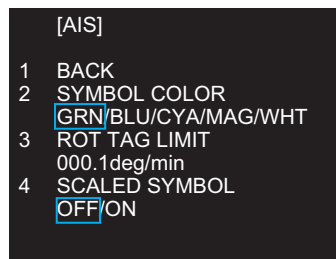 [AIS]
1 BACK
2 SYMBOL COLOR
GRN/BLU/CYA/MAG/WHT
3 ROT TAG LIMIT
000.1deg/min
4 SCALED SYMBOL
OFF/ON